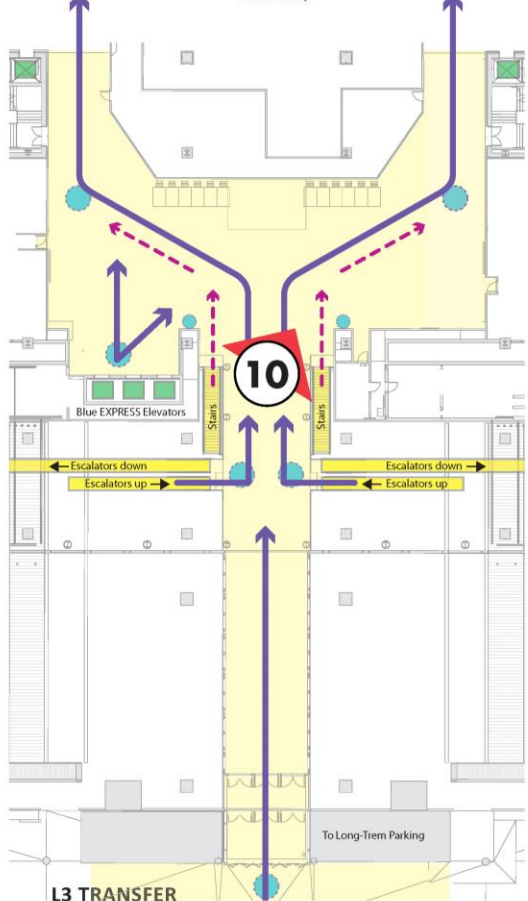 10
Blue EXPRESS Elevators
Stairs
Stairs
Escalators down
Escalators down
Escalators up
Escalators up
To Long-Trem Parking
L3 TRANSFER